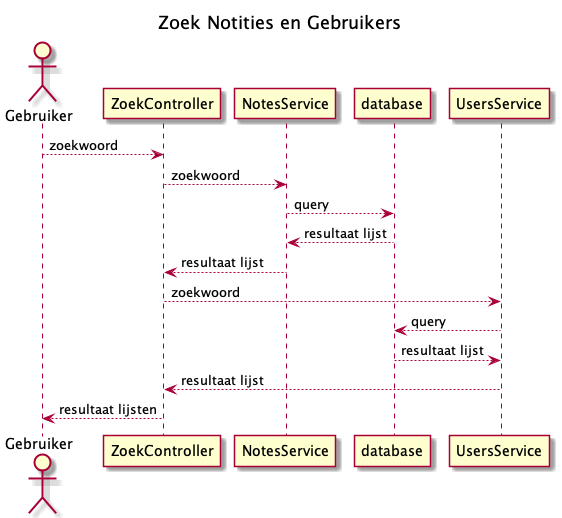 Zoek Notities en Gebruikers
Gebruiker
ZoekController
NotesService
database
UsersService
zoekwoord
zoekwoord
query
resultaat lijst
resultaat lijst
zoekwoord
query
resultaat lijst
resultaat lijst
resultaat lijsten
Gebruiker
ZoekController
NotesService
database
UsersService